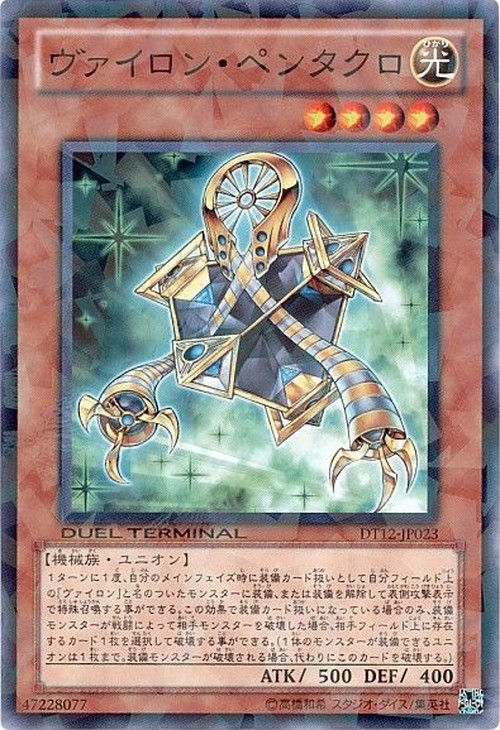 ヴァイロン・ペンタクロ
ひかり
光
DUEL TERMINAL
DT12-JP023
【機械族・ユニオン】
1ターンに1度、自分のメインフェイズ時に装備カード扱いとして自分フィールド上
の「ヴァイロン」と名のついたモンスターに装備、または装備を解除して表側攻撃表示
で特殊召喚する事ができる。この効果で装備カード扱いになっている場合のみ、装備
モンスターが戦闘によって相手モンスターを破壊した場合、相手フィールド上に存在
するカード1枚を選択して破壊する事ができる。(1体のモンスターが装備できるユニ
オンは1枚まで。装備モンスターが破壊される場合、代わりにこのカードを破壊する。)
ATK/ 500 DEF/ 400
47228077
©高橋和希 スタジオ・ダイス/集英社